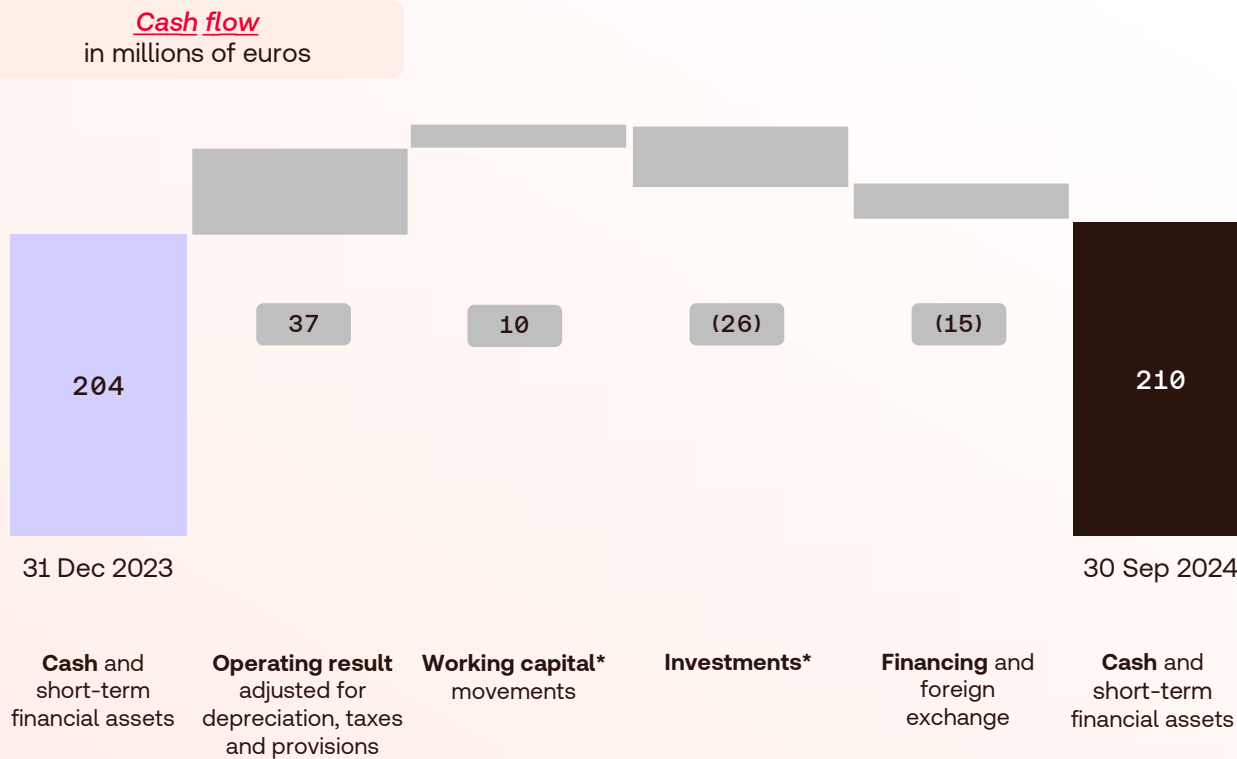 Cash flow
in millions of euros
37
10
(26)
(15)
204
210
31 Dec 2023
30 Sep 2024
Cash and
short-term
financial assets
Operating result
adjusted for
depreciation, taxes
and provisions
Working capital*
movements
Investments*
Financing and
foreign
exchange
Cash and
short-term
financial assets